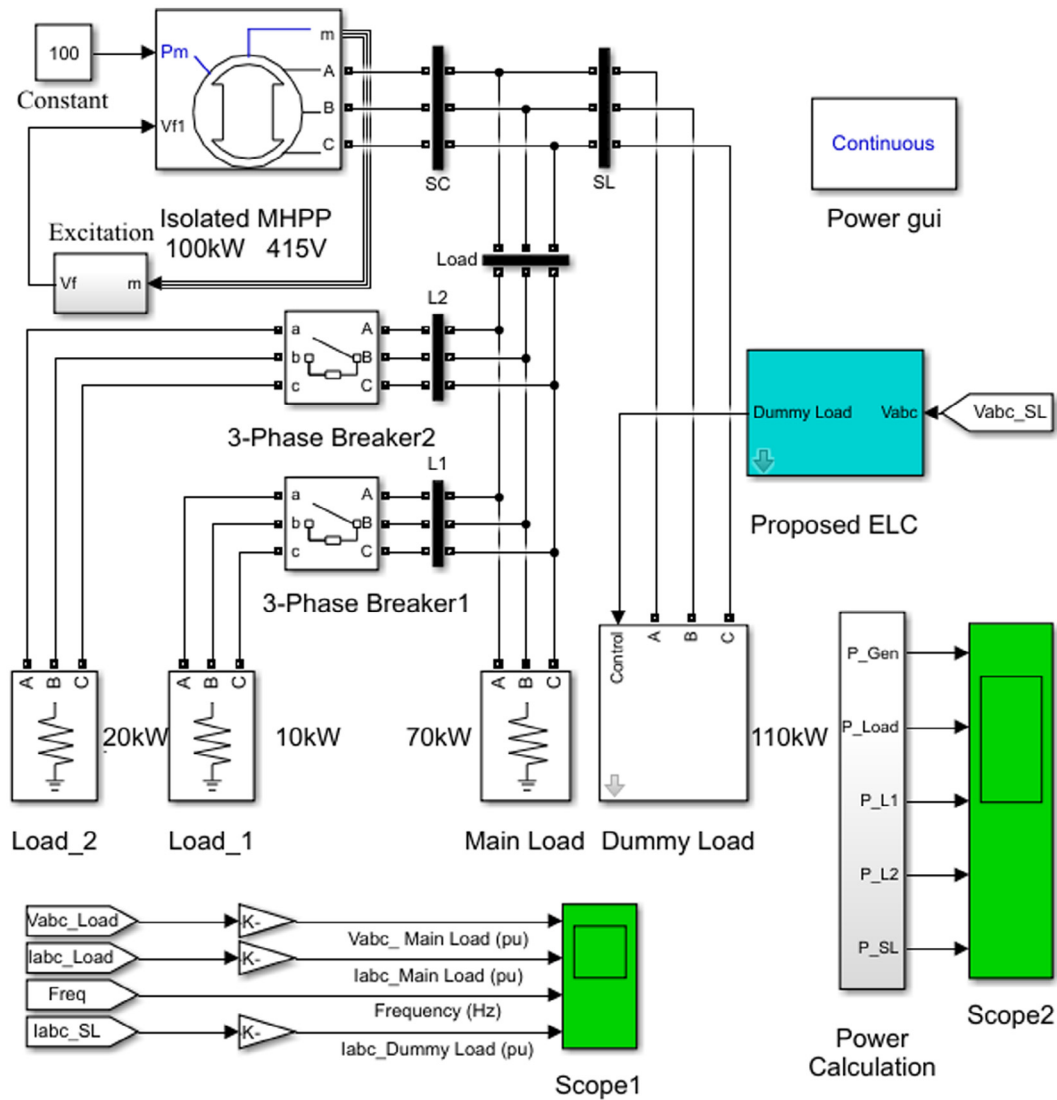 100
Constant
Pm
Vf1
m
A
B
C
SC
SL
Continuous
Power gui
Isolated MHPP
100kW 415V
Excitation
Vf
m
Load
L2
a
b
c
A
B
C
3-Phase Breaker2
L1
a
b
c
A
B
C
3-Phase Breaker1
Dummy Load
Vabc
Vabc_SL
Proposed ELC
A
B
C
20kW
Load_2
A
B
C
10kW
Load_1
A
B
C
70kW
Main Load
Control
A
B
C
110kW
Dummy Load
P_Gen
P_Load
P_L1
P_L2
P_SL
Power
Calculation
Scope2
Vabc_Load
-K-
Vabc_ Main Load (pu)
Iabc_Load
-K-
Iabc_Main Load (pu)
Freq
Frequency (Hz)
Iabc_SL
-K-
Iabc_Dummy Load (pu)
Scope1